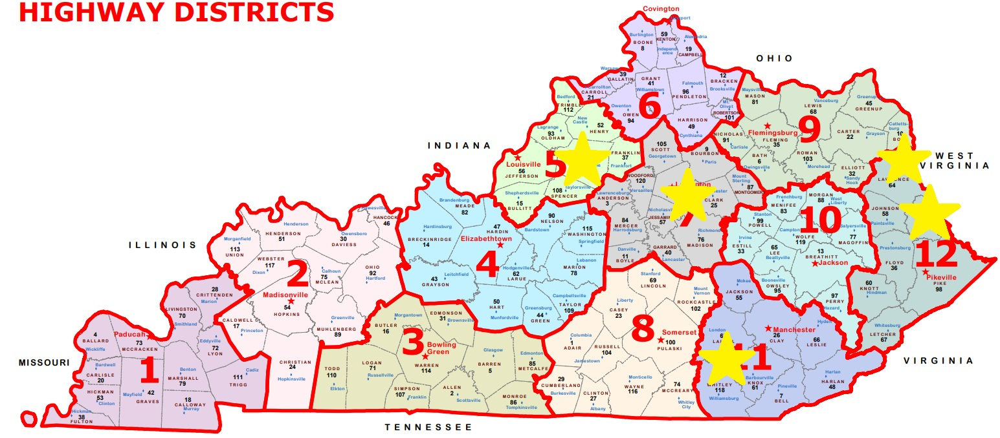 HIGHWAY DISTRICTS
Covington
Burlington
BOONE
8
59
KENTON
Independ
ence
19
CAMPBELL
OHIO
39
GALLATIN
GRANT
41
Williamstown
Falmouth
96
PENDLETON
12
BRACKEN
Brooksville
Carrollton
CARROLL
21
Owenton
OWEN
94
6
HARRISON
49
Cynthiana
Mt.
Olivet
ROBERTSON
101
Maysville
MASON
81
Vanceburg
LEWIS
68
Greenup
45
GREENUP
Flemingsburg
FLEMING
35
9
CARTER
22
Grayson
Catletts-
burg
NICHOLAS
91
Carlisle
BATH
6
Owingsville
ROWAN
103
Morehead
ELLIOTT
32
Sandy
Hook
WEST
VIRGINIA
INDIANA
Bedford
TRIMBLE
112
New
Castle
52
HENRY
Lagrange
93
OLDHAM
Louisville
56
JEFFERSON
5
FRANKLIN
37
Frankfort
Shepherdsville
15
BULLITT
108
SPENCER
Taylorsville
105
SCOTT
Georgetown
9
BOURBON
Paris
WOODFORD
120
Versailles
Lawrenceburg
ANDERSON
3
Mount
Sterling
87
MONTGOMERY
CLARK
25
57
7
84
MERCER
Harrodsburg
Richmond
76
MADISON
Danville
11
BOYLE
GARRARD
40
Lancaster
64
JOHNSON
58
Paintsville
Frenchburg
MENIFEE
83
MORGAN
88
West
Liberty
Stanton
99
POWELL
10
Campton
WOLFE
119
Salyersville
77
MAGOFFIN
Irvine
ESTILL
33
65
LEE
Beattyville
13
BREATHITT
Jackson
Booneville
OWSLEY
95
97
PERRY
Hazard
Prestonsburg
FLOYD
36
12
Pikeville
PIKE
98
60
KNOTT
Hindman
Whitesburg
LETCHER
67
VIRGINIA
ILLINOIS
Henderson
HENDERSON
51
Morganfield
113
UNION
Owensboro
30
DAVIESS
HANCOCK
46
WEBSTER
117
Dixon
2
Calhoun
75
MCLEAN
OHIO
92
Hartford
Madisonville
54
HOPKINS
Greenville
MUHLENBERG
89
CALDWELL
17
Princeton
CHRISTIAN
24
Hopkinsville
Brandenburg
MEADE
82
Hardinsburg
BRECKINRIDGE
14
47
HARDIN
Elizabethtown
90
NELSON
Bardstown
115
WASHINGTON
Springfield
4
Hodgenville
62
LARUE
Lebanon
MARION
78
43
GRAYSON
Leitchfield
50
HART
Munfordville
Greensburg
44
GREEN
Campbellsville
TAYLOR
109
28
CRITTENDEN
Marion
LIVINGSTON
70
Smithland
4
BALLARD
Wickliffe
Paducah
73
MCCRACKEN
Eddyville
72
LYON
MISSOURI
Bardwell
CARLISLE
20
1
Benton
MARSHALL
79
111
TRIGG
Cadiz
HICKMAN
53
Clinton
Mayfield
42
GRAVES
18
CALLOWAY
Murray
Hickman
38
FULTON
Morgantown
BUTLER
16
EDMONSON
31
Brownsville
3
Bowling
Green
WARREN
114
TODD
110
Elkton
LOGAN
71
Russellville
Glasgow
BARREN
5
Edmonton
85
METCALFE
SIMPSON
107
Franklin
ALLEN
2
Scottsville
MONROE
86
Tompkinsville
Stanford
69
LINCOLN
Liberty
CASEY
23
Mount
Vernon
ROCKCASTLE
102
8
Somerset
100
PULASKI
Columbia
1
ADAIR
RUSSELL
104
Jamestown
29
CUMBERLAND
Burkesville
Monticello
WAYNE
116
CLINTON
27
Albany
74
MCCREARY
Whitley
City
Mckee
JACKSON
55
Manchester
26
CLAY
Hyden
66
LESLIE
London
11
Barbourville
KNOX
61
118
Williamsburg
Pineville
7
BELL
Harlan
HARLAN
48
TENNESSEE